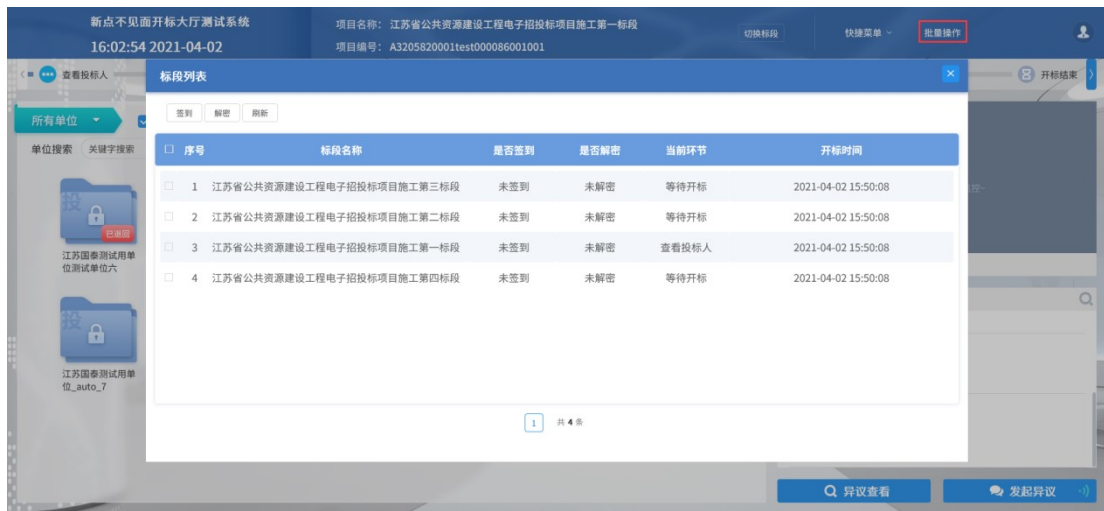 新点不见面开标大厅测试系统
16:02:54 2021-04-02
项目名称： 江苏省公共资源建设工程电子招投标项目施工第一标段
项目编号： A3205820001test000086001001
切换标段
快捷菜单
批量操作
查看投标人
开标结束
标段列表
所有单位
签到 解密 刷新
单位搜索 关键字搜索
序号 标段名称 是否签到 是否解密 当前环节 开标时间
1 江苏省公共资源建设工程电子招投标项目施工第三标段 未签到 未解密 等待开标 2021-04-02 15:50:08
2 江苏省公共资源建设工程电子招投标项目施工第二标段 未签到 未解密 等待开标 2021-04-02 15:50:08
3 江苏省公共资源建设工程电子招投标项目施工第一标段 未签到 未解密 查看投标人 2021-04-02 15:50:08
4 江苏省公共资源建设工程电子招投标项目施工第四标段 未签到 未解密 等待开标 2021-04-02 15:50:08
投
已退回
江苏国泰测试用单
位测试单位六
投
江苏国泰测试用单
位_auto_7
1 共 4 条
异议查看
发起异议